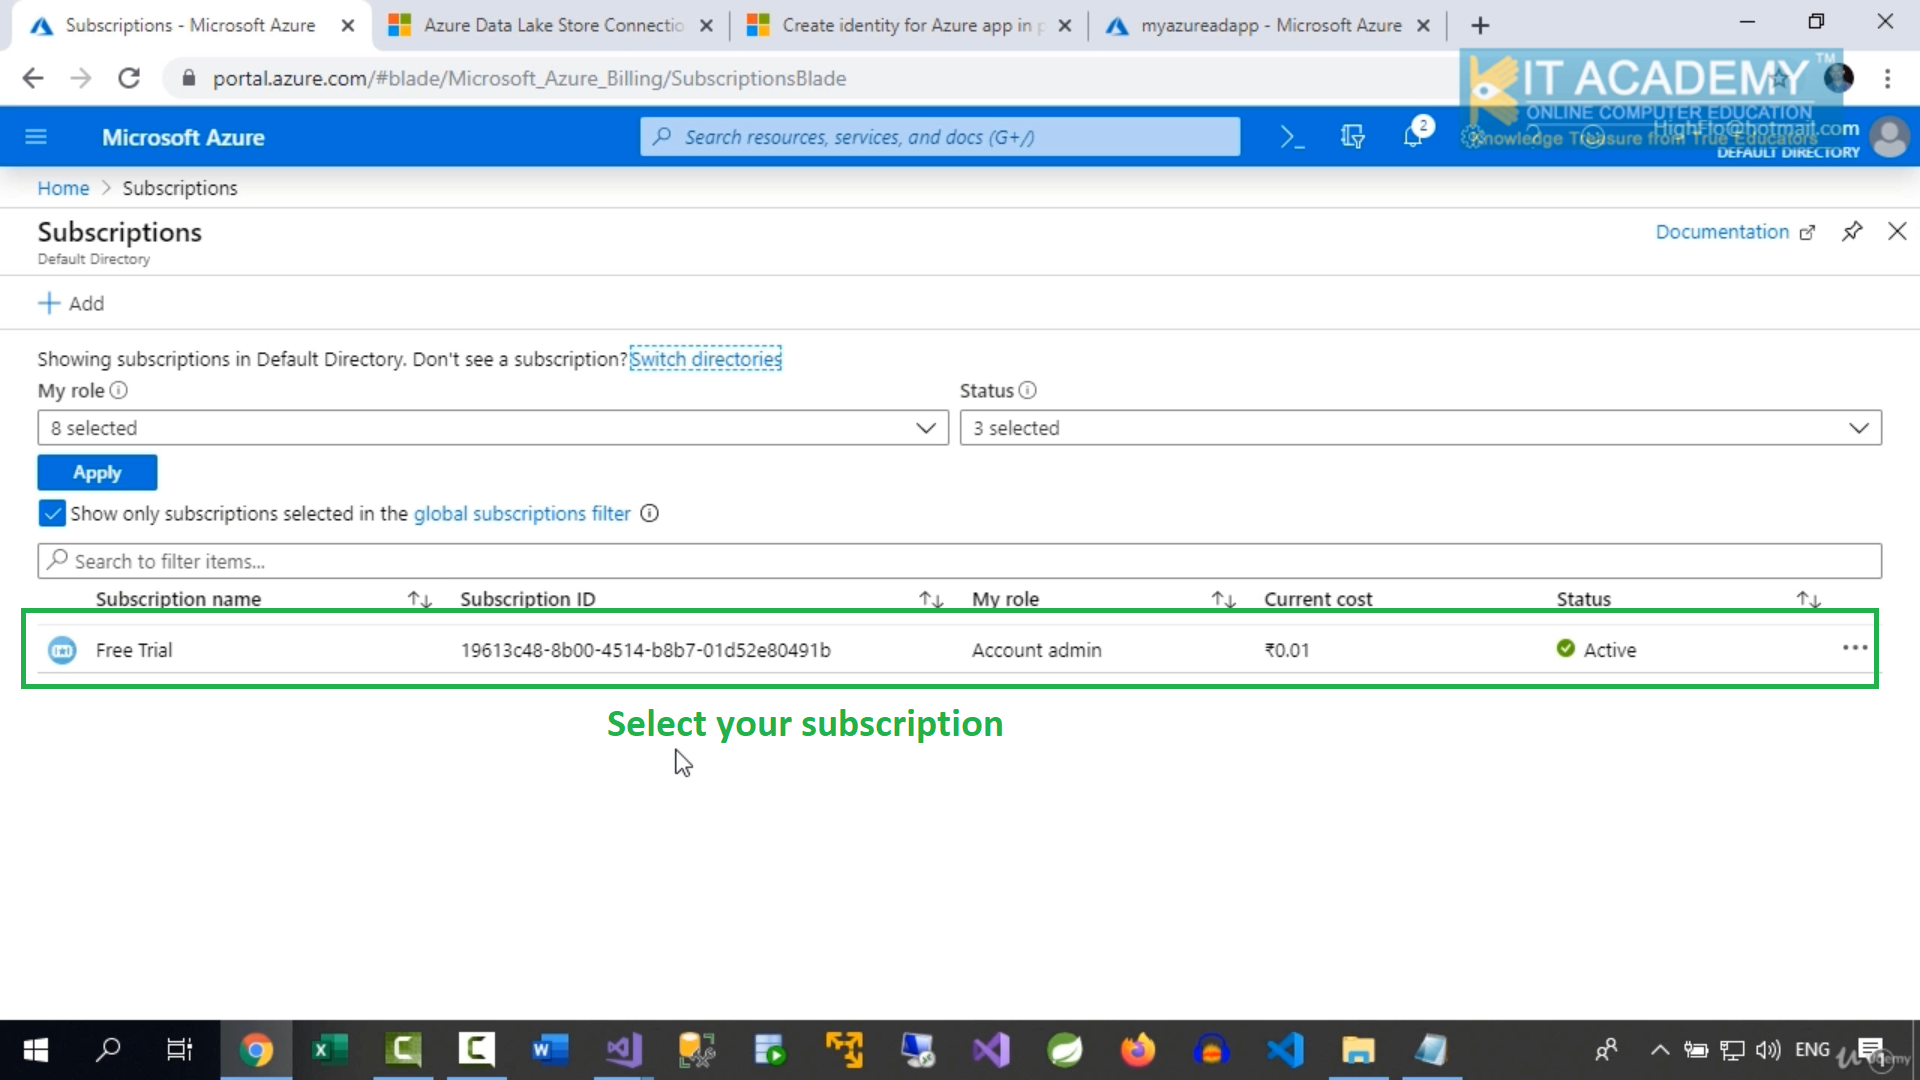 Subscriptions - Microsoft Azure
Azure Data Lake Store Connectio
Create identity for Azure app in p
myazureadapp - Microsoft Azure
portal.azure.com/#blade/Microsoft_Azure_Billing/SubscriptionsBlade
KIT ACADEMY TM
ONLINE COMPUTER EDUCATION
Knowledge Treasure from True Educators
Microsoft Azure
Search resources, services, and docs (G+/)
2
HighFlo@hotmail.com
DEFAULT DIRECTORY
Home > Subscriptions
Subscriptions
Default Directory
Documentation
Add
Showing subscriptions in Default Directory. Don't see a subscription? Switch directories
My role
Status
8 selected
3 selected
Apply
Show only subscriptions selected in the global subscriptions filter
Search to filter items...
Subscription name Subscription ID My role Current cost Status
Free Trial 19613c48-8b00-4514-b8b7-01d52e80491b Account admin ₹0.01 Active
Select your subscription
ENG
udemy